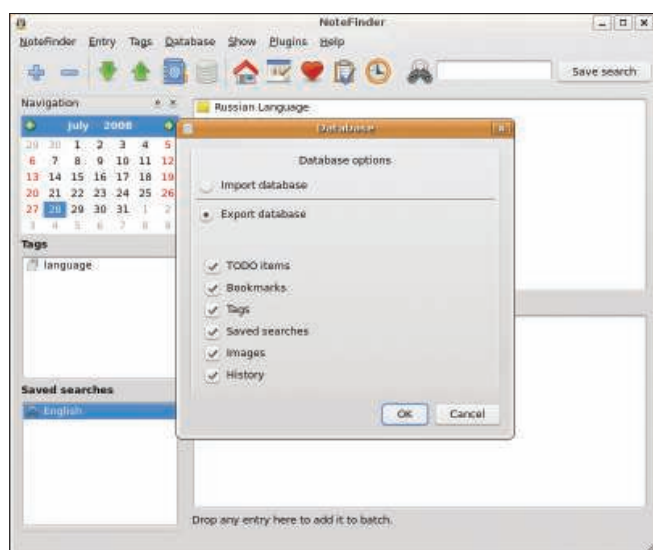 NoteFinder
NoteFinder Entry Tags Database Show Plugins Help
Save search
Navigation
July 2008
29 30 1 2 3 4 5
6 7 8 9 10 11 12
13 14 15 16 17 18 19
20 21 22 23 24 25 26
27 28 29 30 31 1 2
3 4 5 6 7 8 9
Tags
language
Saved searches
English
Russian Language
Database
Database options
Import database
Export database
TODO items
Bookmarks
Tags
Saved searches
Images
History
OK Cancel
Drop any entry here to add it to batch.